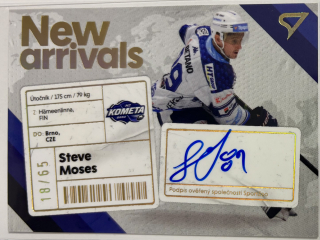 New
arrivals
Útočník / 175 cm / 79 kg
Z: Hämeenlinna,
FIN
KOMETA
DO: Brno,
CZE
Steve
Moses
18/65
Podpis ověřený společností